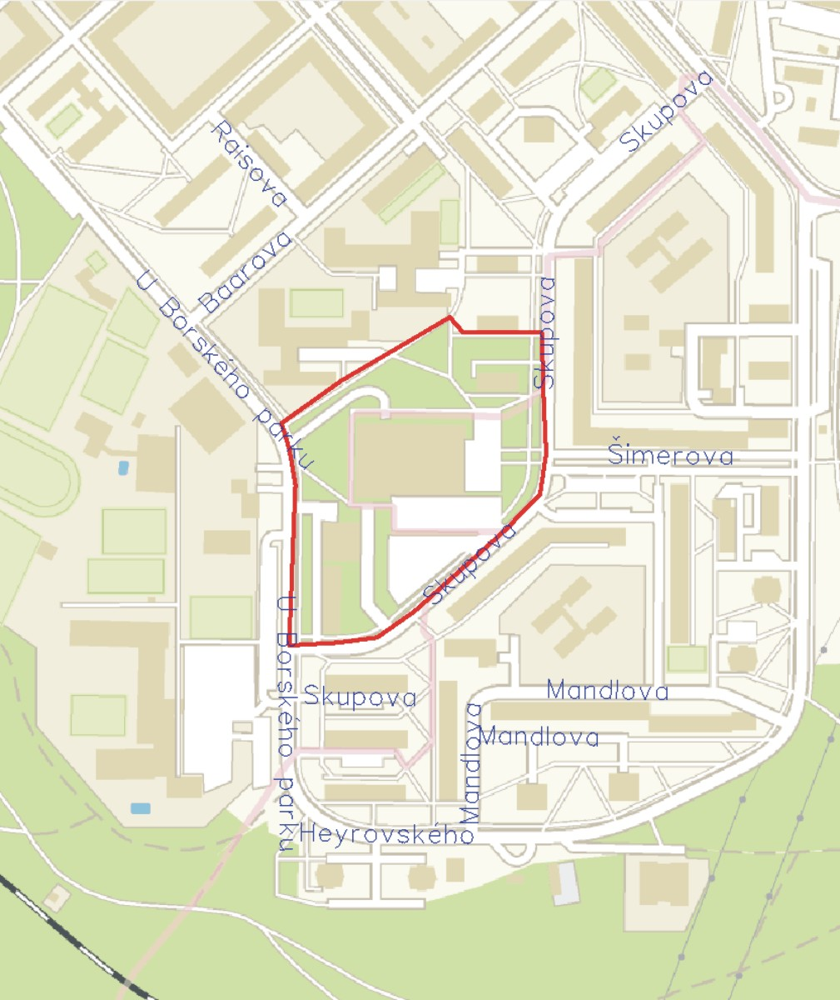 Skupova
Raisova
Baarova
U Borského parku
Skupova
Šimerova
Skupova
U Borského parku
Skupova
Mandlova
Mandlova
Mandlova
Heyrovského